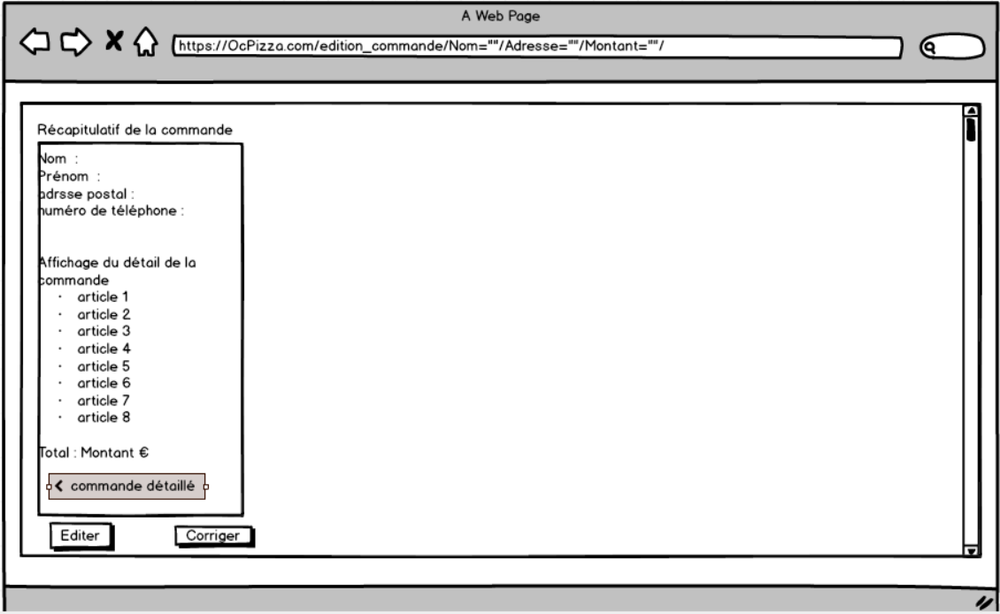 A Web Page
https://OcPizza.com/edition_commande/Nom=""/Adresse=""/Montant=""/
Récapitulatif de la commande
Nom :
Prénom :
adrsse postal :
numéro de téléphone :
Affichage du détail de la
commande
· article 1
· article 2
· article 3
· article 4
· article 5
· article 6
· article 7
· article 8
Total : Montant €
commande détaillé
Editer
Corriger